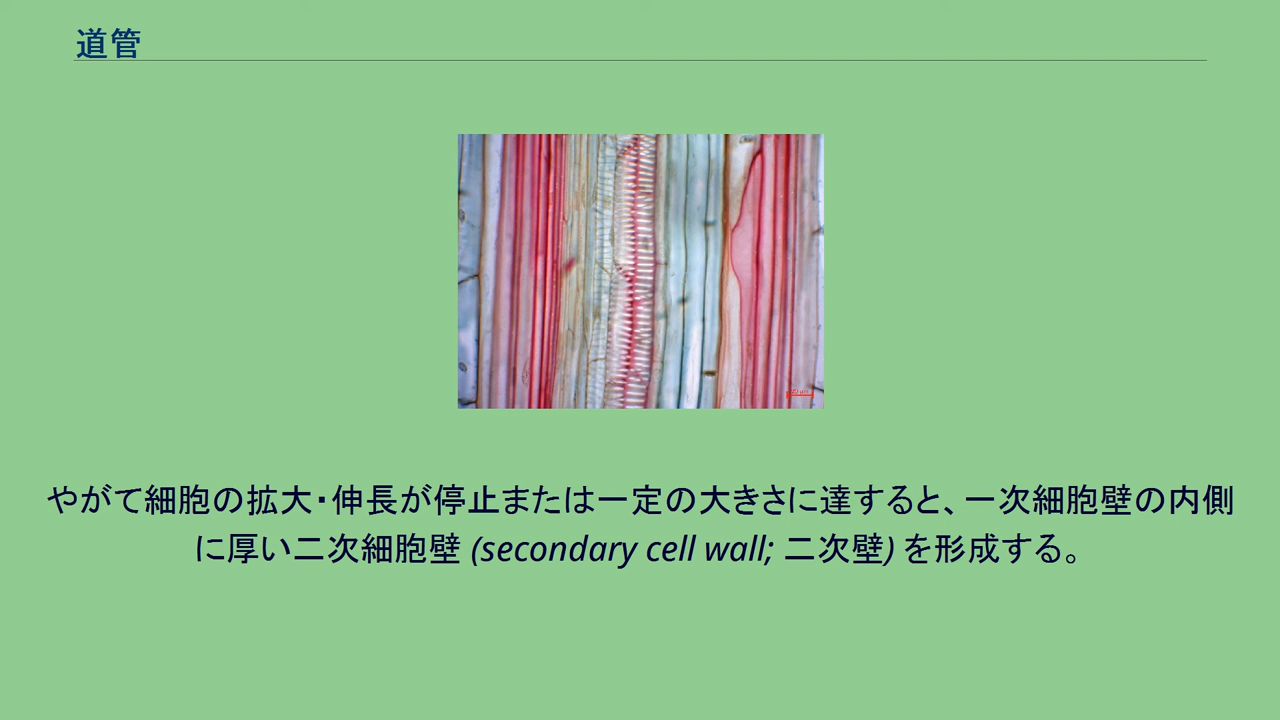 道管
20 µm
やがて細胞の拡大・伸長が停止または一定の大きさに達すると、一次細胞壁の内側
に厚い二次細胞壁 (secondary cell wall; 二次壁) を形成する。